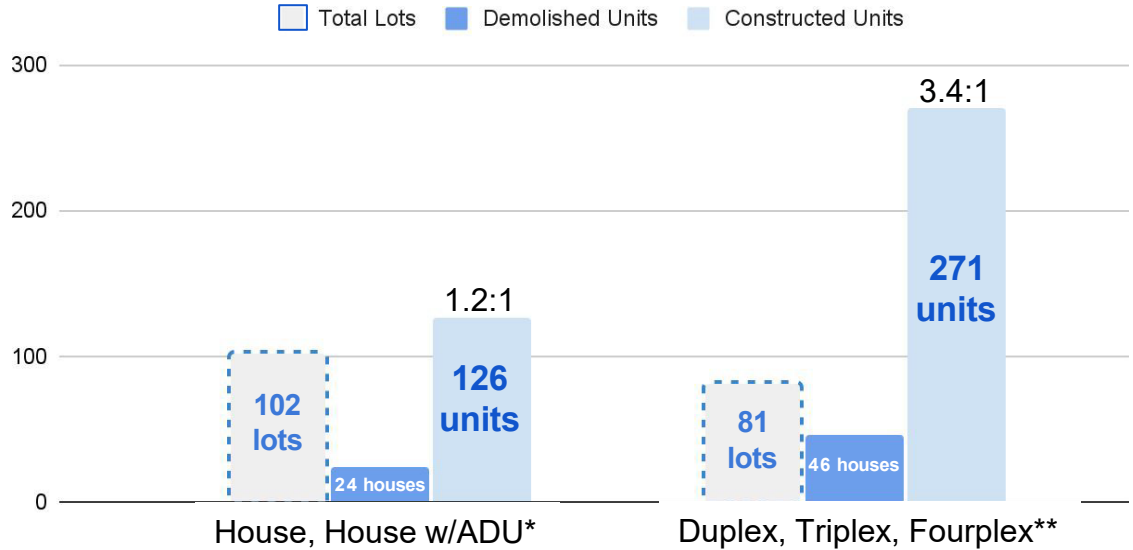 Total Lots
Demolished Units
Constructed Units
300
200
100
0
1.2:1
3.4:1
102
lots
24 houses
126
units
81
lots
46 houses
271
units
House, House w/ADU*
Duplex, Triplex, Fourplex**